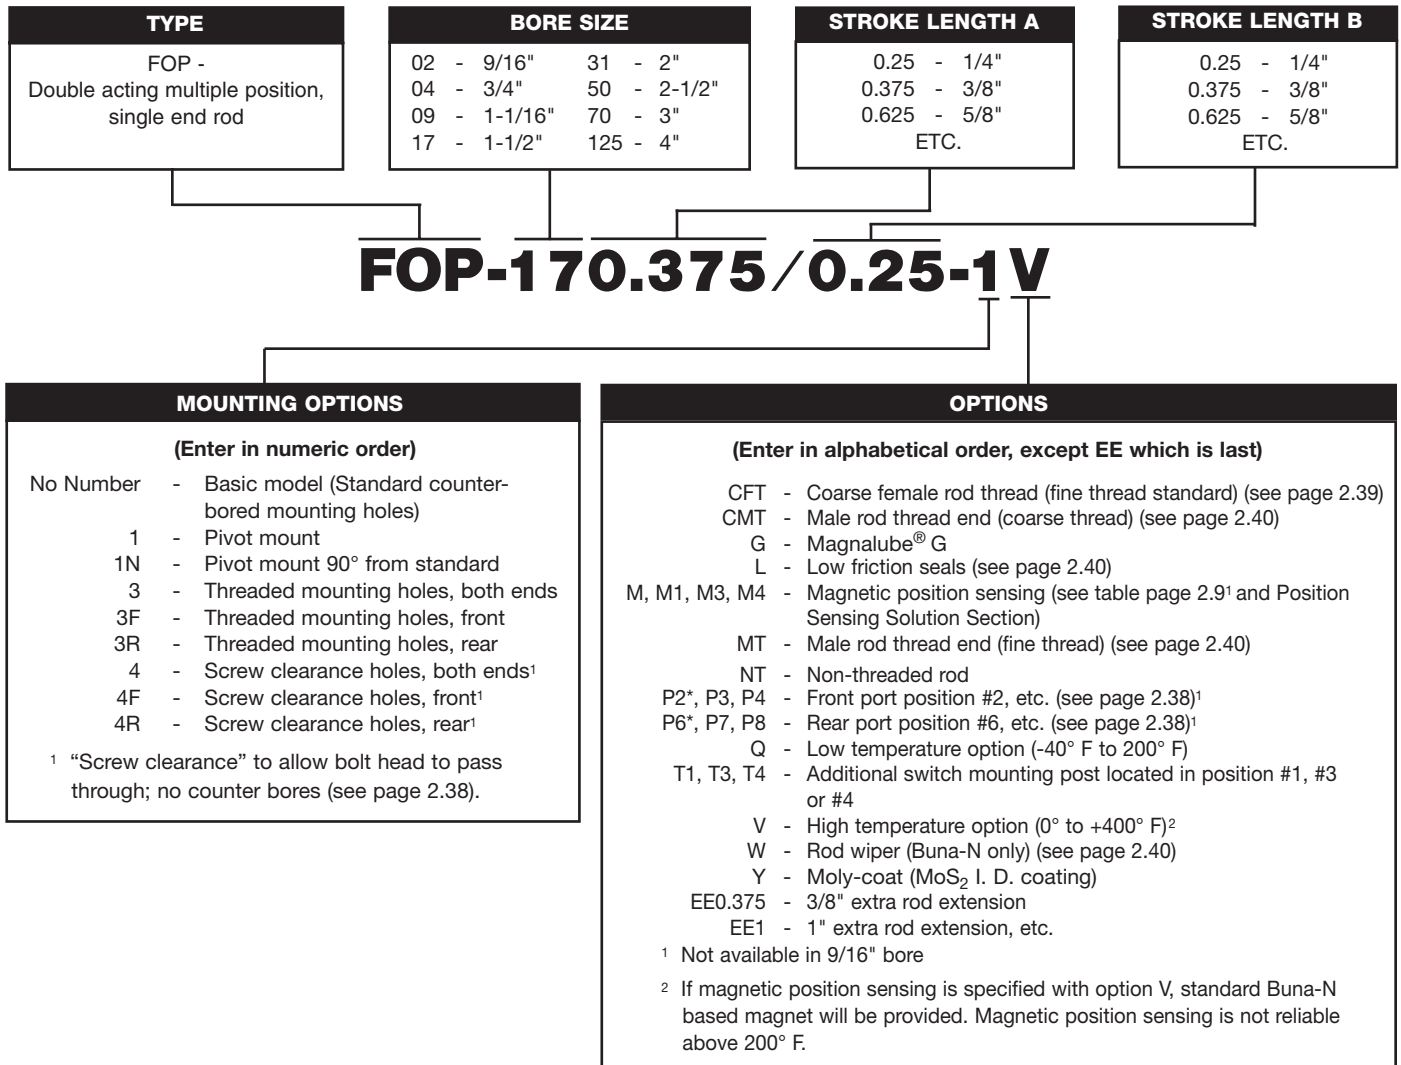 TYPE
FOP -
Double acting multiple position,
single end rod
BORE SIZE
02 - 9/16" 31 - 2"
04 - 3/4" 50 - 2-1/2"
09 - 1-1/16" 70 - 3"
17 - 1-1/2" 125 - 4"
STROKE LENGTH A
0.25 - 1/4"
0.375 - 3/8"
0.625 - 5/8"
ETC.
STROKE LENGTH B
0.25 - 1/4"
0.375 - 3/8"
0.625 - 5/8"
ETC.
FOP-170.375/0.25-1V
MOUNTING OPTIONS
(Enter in numeric order)
No Number - Basic model (Standard counter-
bored mounting holes)
1 - Pivot mount
1N - Pivot mount 90° from standard
3 - Threaded mounting holes, both ends
3F - Threaded mounting holes, front
3R - Threaded mounting holes, rear
4 - Screw clearance holes, both ends¹
4F - Screw clearance holes, front¹
4R - Screw clearance holes, rear¹
¹ “Screw clearance” to allow bolt head to pass
through; no counter bores (see page 2.38).
OPTIONS
(Enter in alphabetical order, except EE which is last)
CFT - Coarse female rod thread (fine thread standard) (see page 2.39)
CMT - Male rod thread end (coarse thread) (see page 2.40)
G - Magnalube® G
L - Low friction seals (see page 2.40)
M, M1, M3, M4 - Magnetic position sensing (see table page 2.9¹ and Position
Sensing Solution Section)
MT - Male rod thread end (fine thread) (see page 2.40)
NT - Non-threaded rod
P2*, P3, P4 - Front port position #2, etc. (see page 2.38)¹
P6*, P7, P8 - Rear port position #6, etc. (see page 2.38)¹
Q - Low temperature option (-40° F to 200° F)
T1, T3, T4 - Additional switch mounting post located in position #1, #3
or #4
V - High temperature option (0° to +400° F)²
W - Rod wiper (Buna-N only) (see page 2.40)
Y - Moly-coat (MoS₂ I. D. coating)
EE0.375 - 3/8" extra rod extension
EE1 - 1" extra rod extension, etc.
¹ Not available in 9/16" bore
² If magnetic position sensing is specified with option V, standard Buna-N
based magnet will be provided. Magnetic position sensing is not reliable
above 200° F.